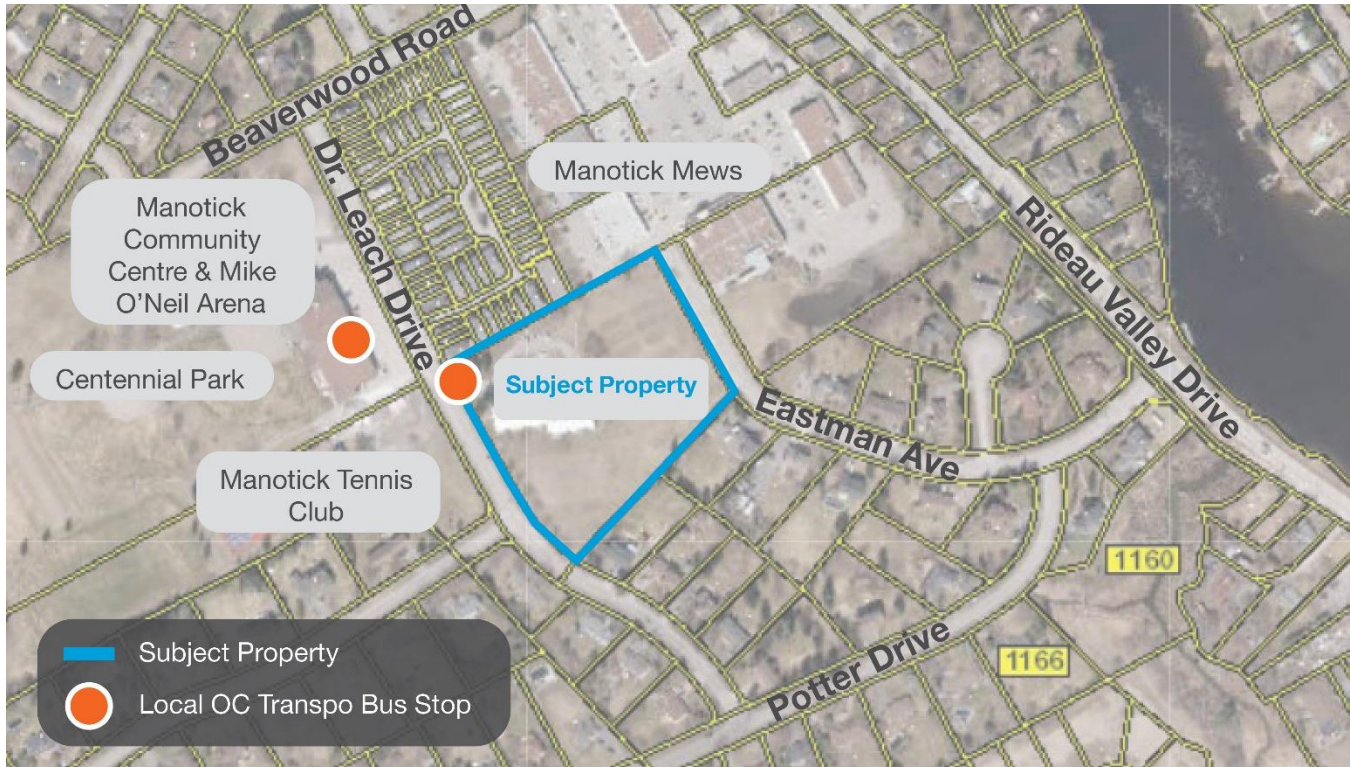 Beaverwood Road
Manotick Mews
Dr. Leach Drive
Manotick
Community
Centre & Mike
O'Neil Arena
Rideau Valley Drive
Centennial Park
Subject Property
Eastman Ave
Manotick Tennis
Club
1160
1166
Potter Drive
Subject Property
Local OC Transpo Bus Stop